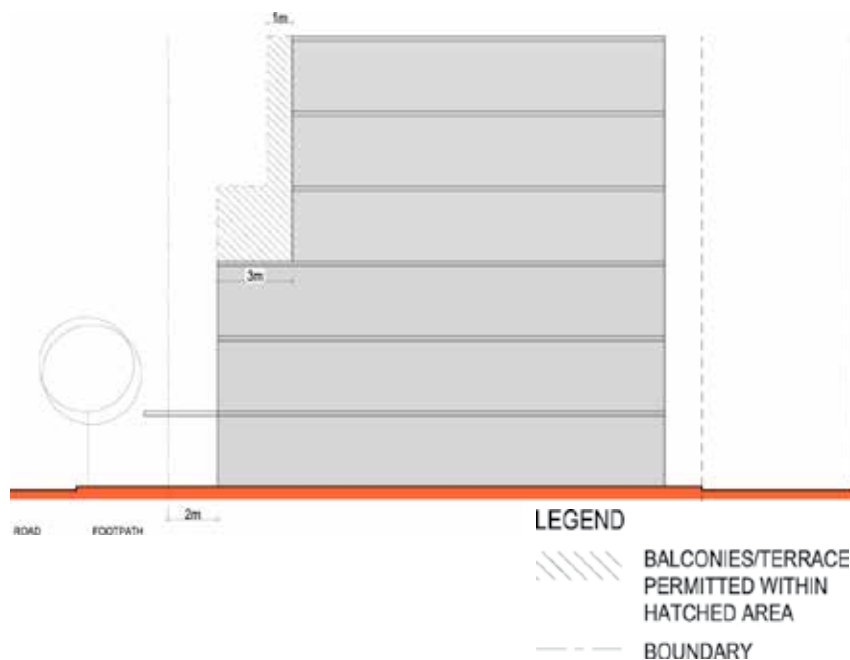 1m
3m
2m
ROAD FOOTPATH
LEGEND
BALCONIES/TERRACE
PERMITTED WITHIN
HATCHED AREA
BOUNDARY